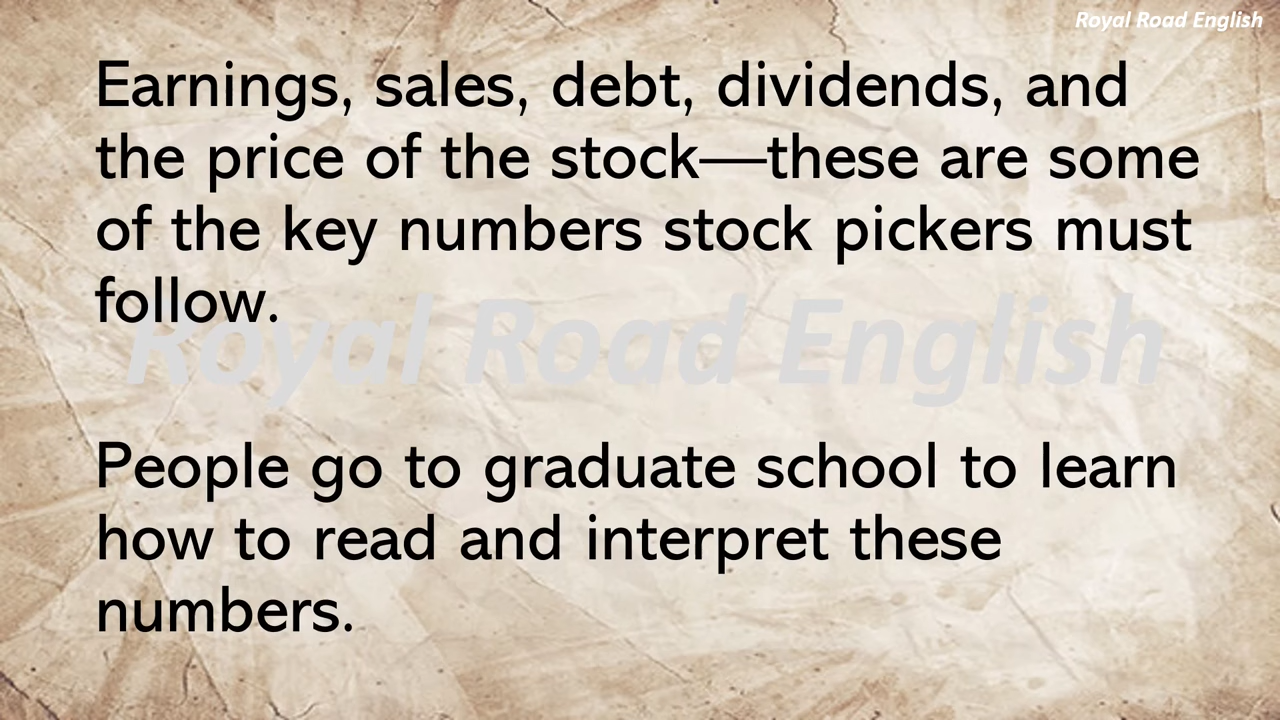 Royal Road English
Earnings, sales, debt, dividends, and
the price of the stock—these are some
of the key numbers stock pickers must
follow.
Royal Road English
People go to graduate school to learn
how to read and interpret these
numbers.